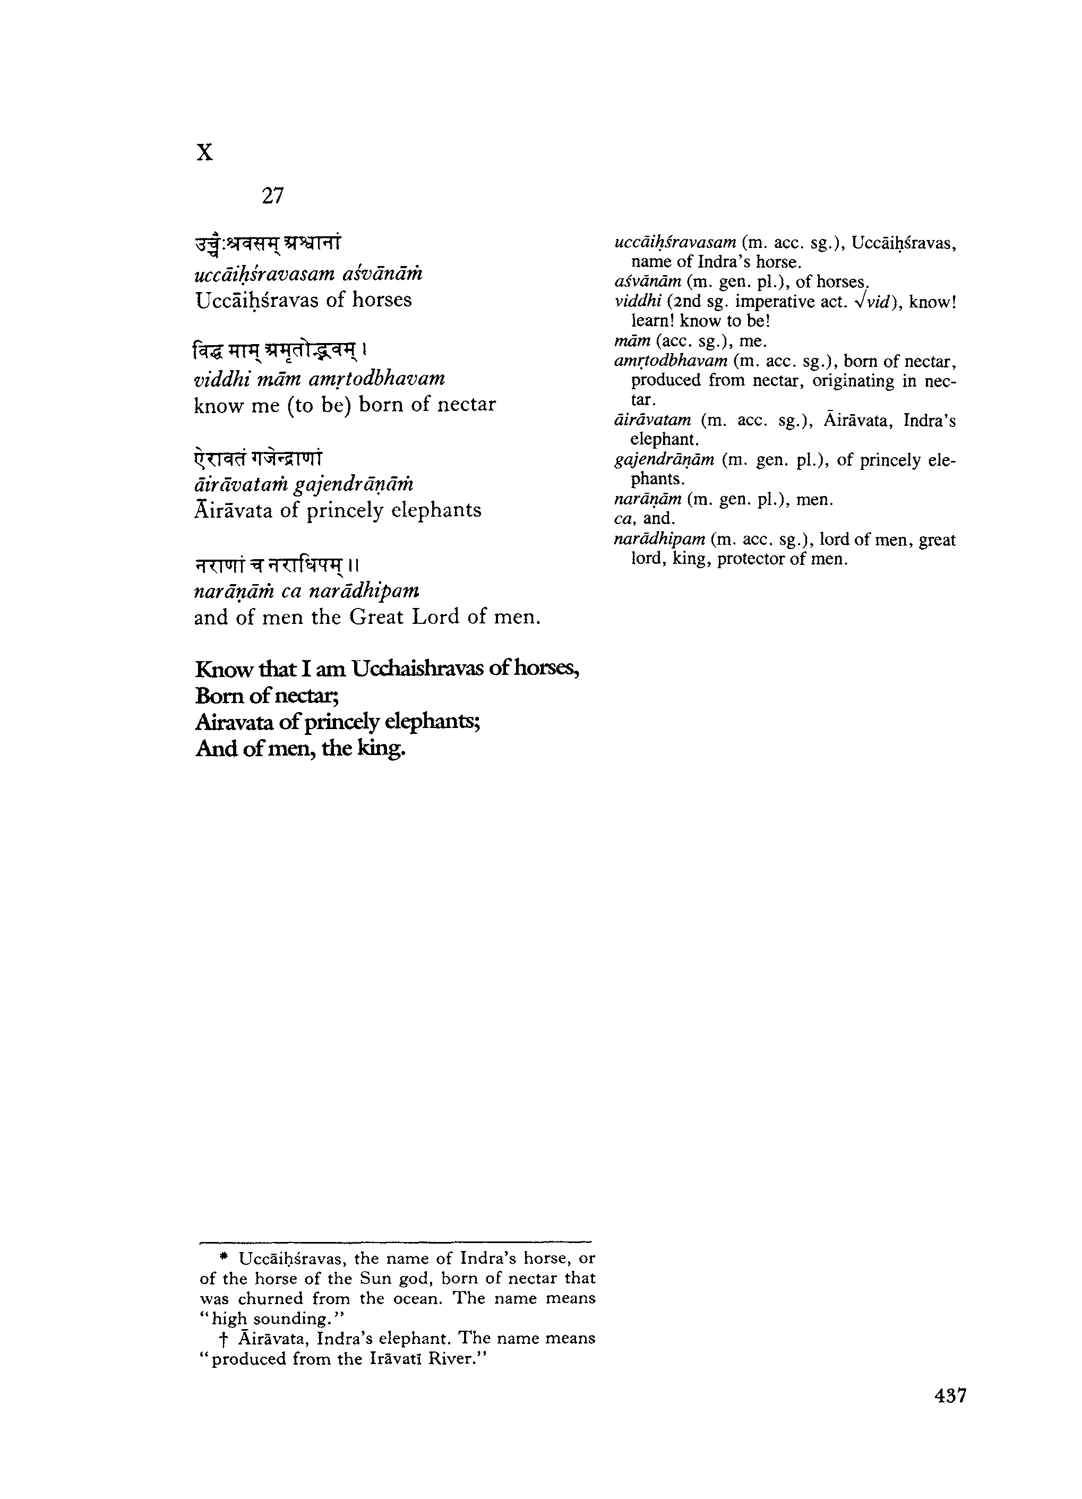 X
27
उच्चैःश्रवसम् अश्वानां
uccāiḥśravasam aśvānāṁ
Uccāiḥśravas of horses
विद्धि माम् अमृतोद्भवम् ।
viddhi mām amṛtodbhavam
know me (to be) born of nectar
ऐरावतं गजेन्द्राणां
āirāvataṁ gajendrāṇāṁ
Āirāvata of princely elephants
नराणां च नराधिपम् ॥
narāṇāṁ ca narādhipam
and of men the Great Lord of men.
Know that I am Ucchaishravas of horses,
Born of nectar;
Airavata of princely elephants;
And of men, the king.
uccāiḥśravasam (m. acc. sg.), Uccāiḥśravas,
name of Indra's horse.
aśvānām (m. gen. pl.), of horses.
viddhi (2nd sg. imperative act. √vid), know!
learn! know to be!
mām (acc. sg.), me.
amṛtodbhavam (m. acc. sg.), born of nectar,
produced from nectar, originating in nec-
tar.
āirāvatam (m. acc. sg.), Āirāvata, Indra's
elephant.
gajendrāṇām (m. gen. pl.), of princely ele-
phants.
narāṇām (m. gen. pl.), men.
ca, and.
narādhipam (m. acc. sg.), lord of men, great
lord, king, protector of men.
* Uccāiḥśravas, the name of Indra's horse, or
of the horse of the Sun god, born of nectar that
was churned from the ocean. The name means
"high sounding."
† Āirāvata, Indra's elephant. The name means
"produced from the Irāvatī River."
437